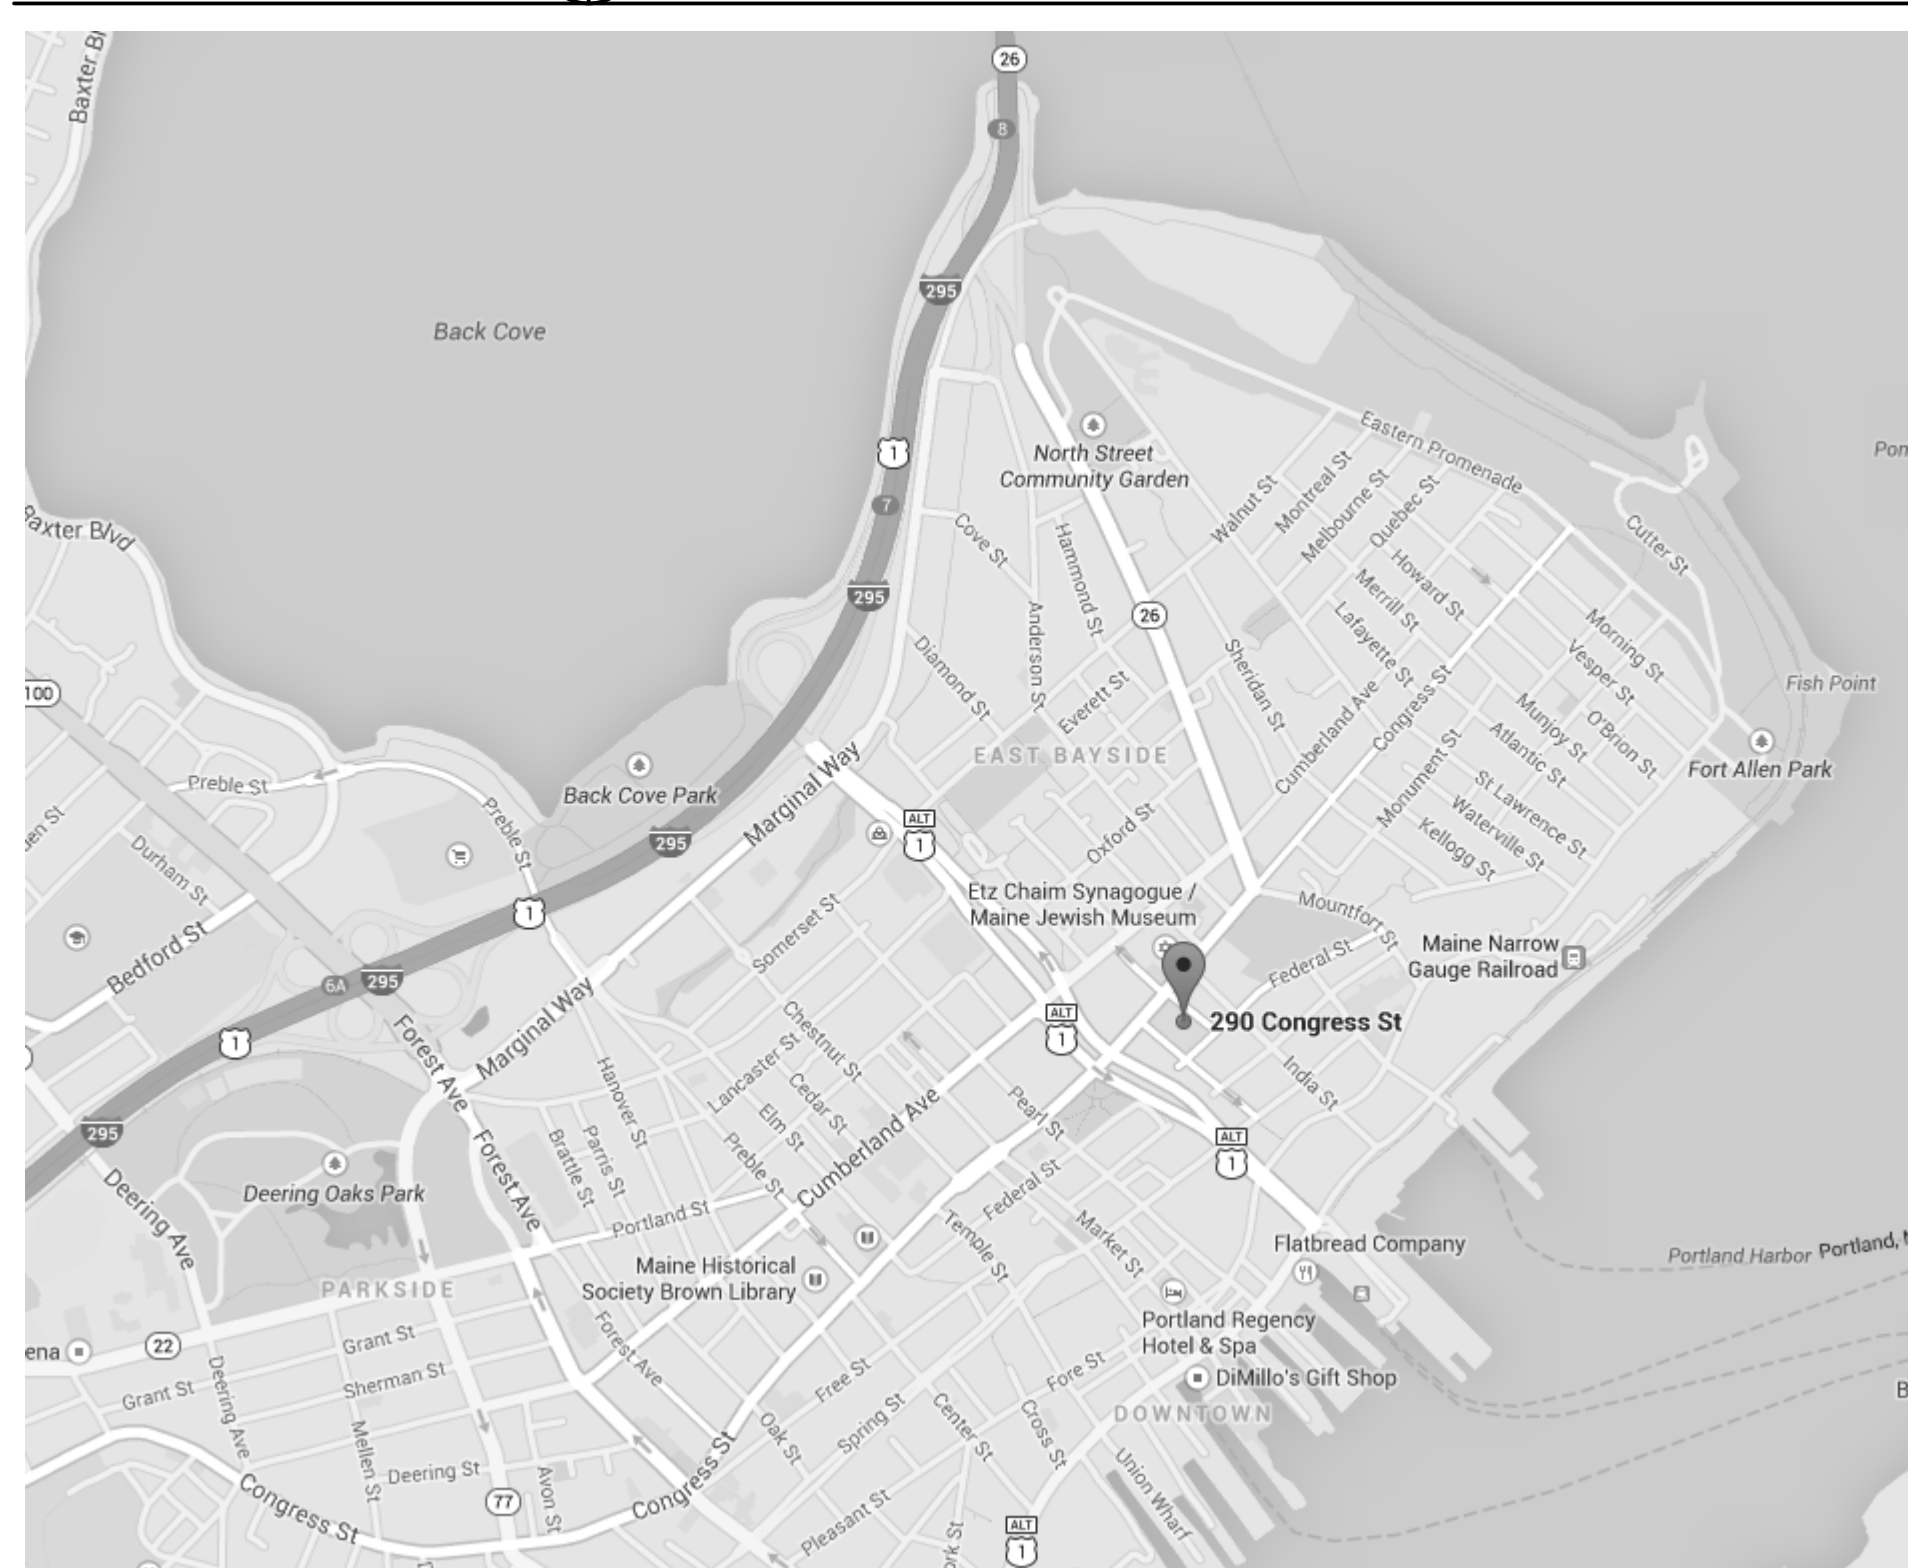 26
Baxter Bl
8
295
Back Cove
Eastern Promenade
1
North Street
Community Garden
7
Walnut St
Montreal St
Melbourne St
Quebec St
Cutter St
Baxter Blvd
Cove St
Hammond St
Howard St
Merrill St
Lafayette St
295
26
Anderson St
Morning St
Vesper St
Diamond St
Everett St
Sheridan St
Cumberland Ave
Congress St
Munjoy St
O'Brion St
Fish Point
100
EAST BAYSIDE
Atlantic St
Monument St
Fort Allen Park
Preble St
Back Cove Park
Marginal Way
St Lawrence St
Waterville St
Kellogg St
Preble St
Durham St
295
ALT
1
Oxford St
1
Etz Chaim Synagogue /
Maine Jewish Museum
Mountfort St
Somerset St
Bedford St
Federal St
Maine Narrow
Gauge Railroad
6A
295
1
Forest Ave
Marginal Way
Chestnut St
ALT
1
290 Congress St
Hanover St
Lancaster St
Cedar St
Elm St
Cumberland Ave
Pearl St
India St
295
Forest Ave
Brattle St
Parris St
Preble St
ALT
1
Deering Oaks Park
Deering Ave
Portland St
Federal St
Temple St
Market St
Flatbread Company
Portland Harbor
Portland,
Maine Historical
Society Brown Library
PARKSIDE
Portland Regency
Hotel & Spa
22
Grant St
Forest Ave
Free St
Fore St
DiMillo's Gift Shop
Grant St
Deering Ave
Sherman St
Oak St
Spring St
Center St
Cross St
DOWNTOWN
Mellen St
Deering St
Avon St
Congress St
Congress St
77
Pleasant St
Union Wharf
ALT
1